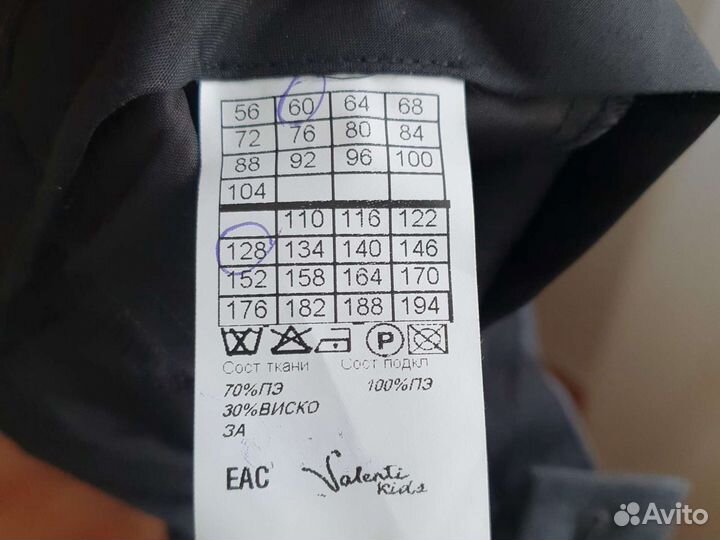 56 60 64 68
72 76 80 84
88 92 96 100
104
110 116 122
128 134 140 146
152 158 164 170
176 182 188 194
P
Сост ткани Сост подкл
70%ПЭ 100%ПЭ
30%ВИСКО
ЗА
EAC Valenti
kids
Avito